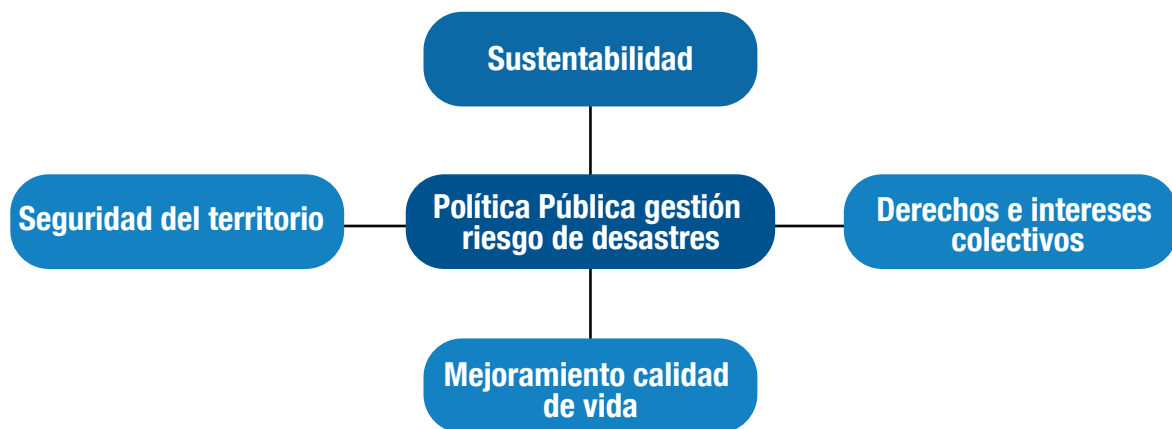 Sustentabilidad
Seguridad del territorio
Política Pública gestión
riesgo de desastres
Derechos e intereses
colectivos
Mejoramiento calidad
de vida